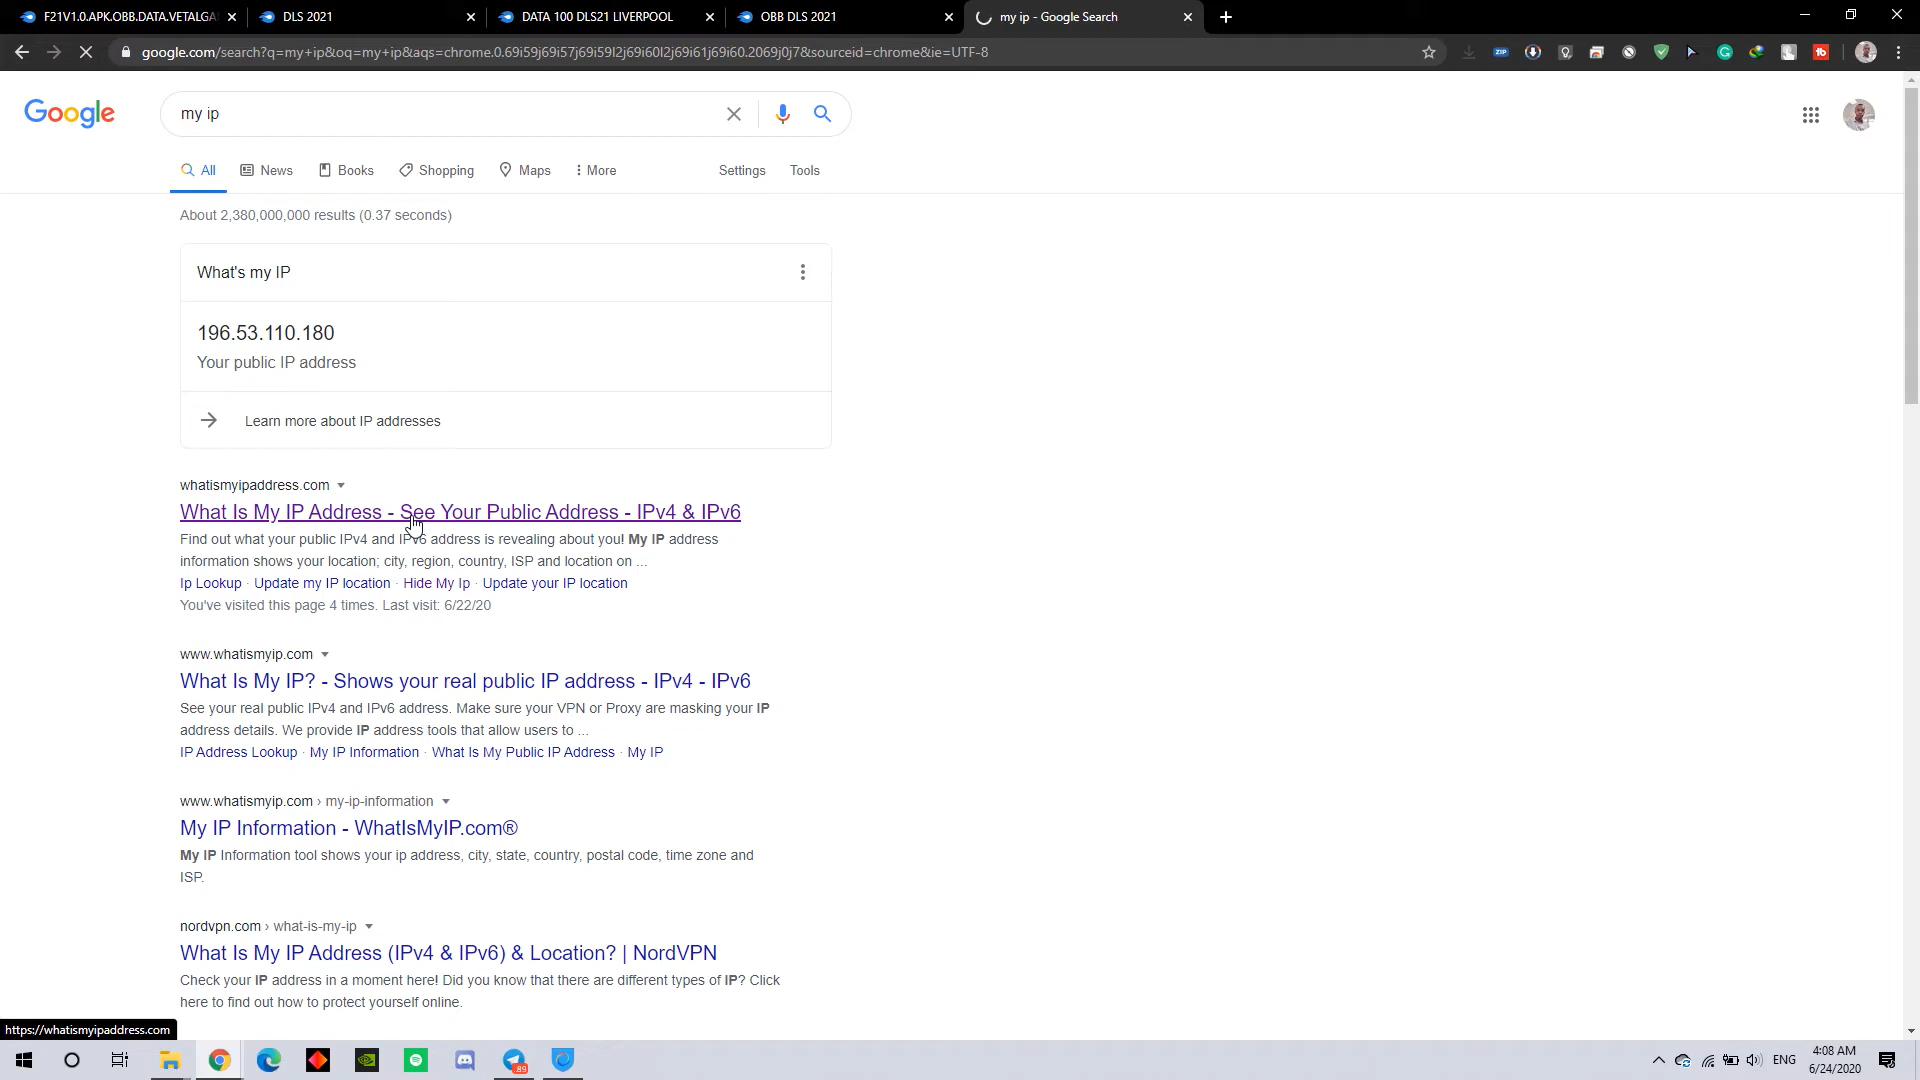 F21V1.0.APK.OBB.DATA.VETALGA
DLS 2021
DATA 100 DLS21 LIVERPOOL
OBB DLS 2021
my ip - Google Search
google.com/search?q=my+ip&oq=my+ip&aqs=chrome.0.69i59j69i57j69i59l2j69i60l2j69i61j69i60.2069j0j7&sourceid=chrome&ie=UTF-8
ZIP
Google
my ip
All
News
Books
Shopping
Maps
More
Settings
Tools
About 2,380,000,000 results (0.37 seconds)
What's my IP
196.53.110.180
Your public IP address
Learn more about IP addresses
whatismyipaddress.com
What Is My IP Address - See Your Public Address - IPv4 & IPv6
Find out what your public IPv4 and IPv6 address is revealing about you! My IP address
information shows your location; city, region, country, ISP and location on ...
Ip Lookup · Update my IP location · Hide My Ip · Update your IP location
You've visited this page 4 times. Last visit: 6/22/20
www.whatismyip.com
What Is My IP? - Shows your real public IP address - IPv4 - IPv6
See your real public IPv4 and IPv6 address. Make sure your VPN or Proxy are masking your IP
address details. We provide IP address tools that allow users to ...
IP Address Lookup · My IP Information · What Is My Public IP Address · My IP
www.whatismyip.com › my-ip-information
My IP Information - WhatIsMyIP.com®
My IP Information tool shows your ip address, city, state, country, postal code, time zone and
ISP.
nordvpn.com › what-is-my-ip
What Is My IP Address (IPv4 & IPv6) & Location? | NordVPN
Check your IP address in a moment here! Did you know that there are different types of IP? Click
here to find out how to protect yourself online.
https://whatismyipaddress.com
89
ENG
4:08 AM
6/24/2020